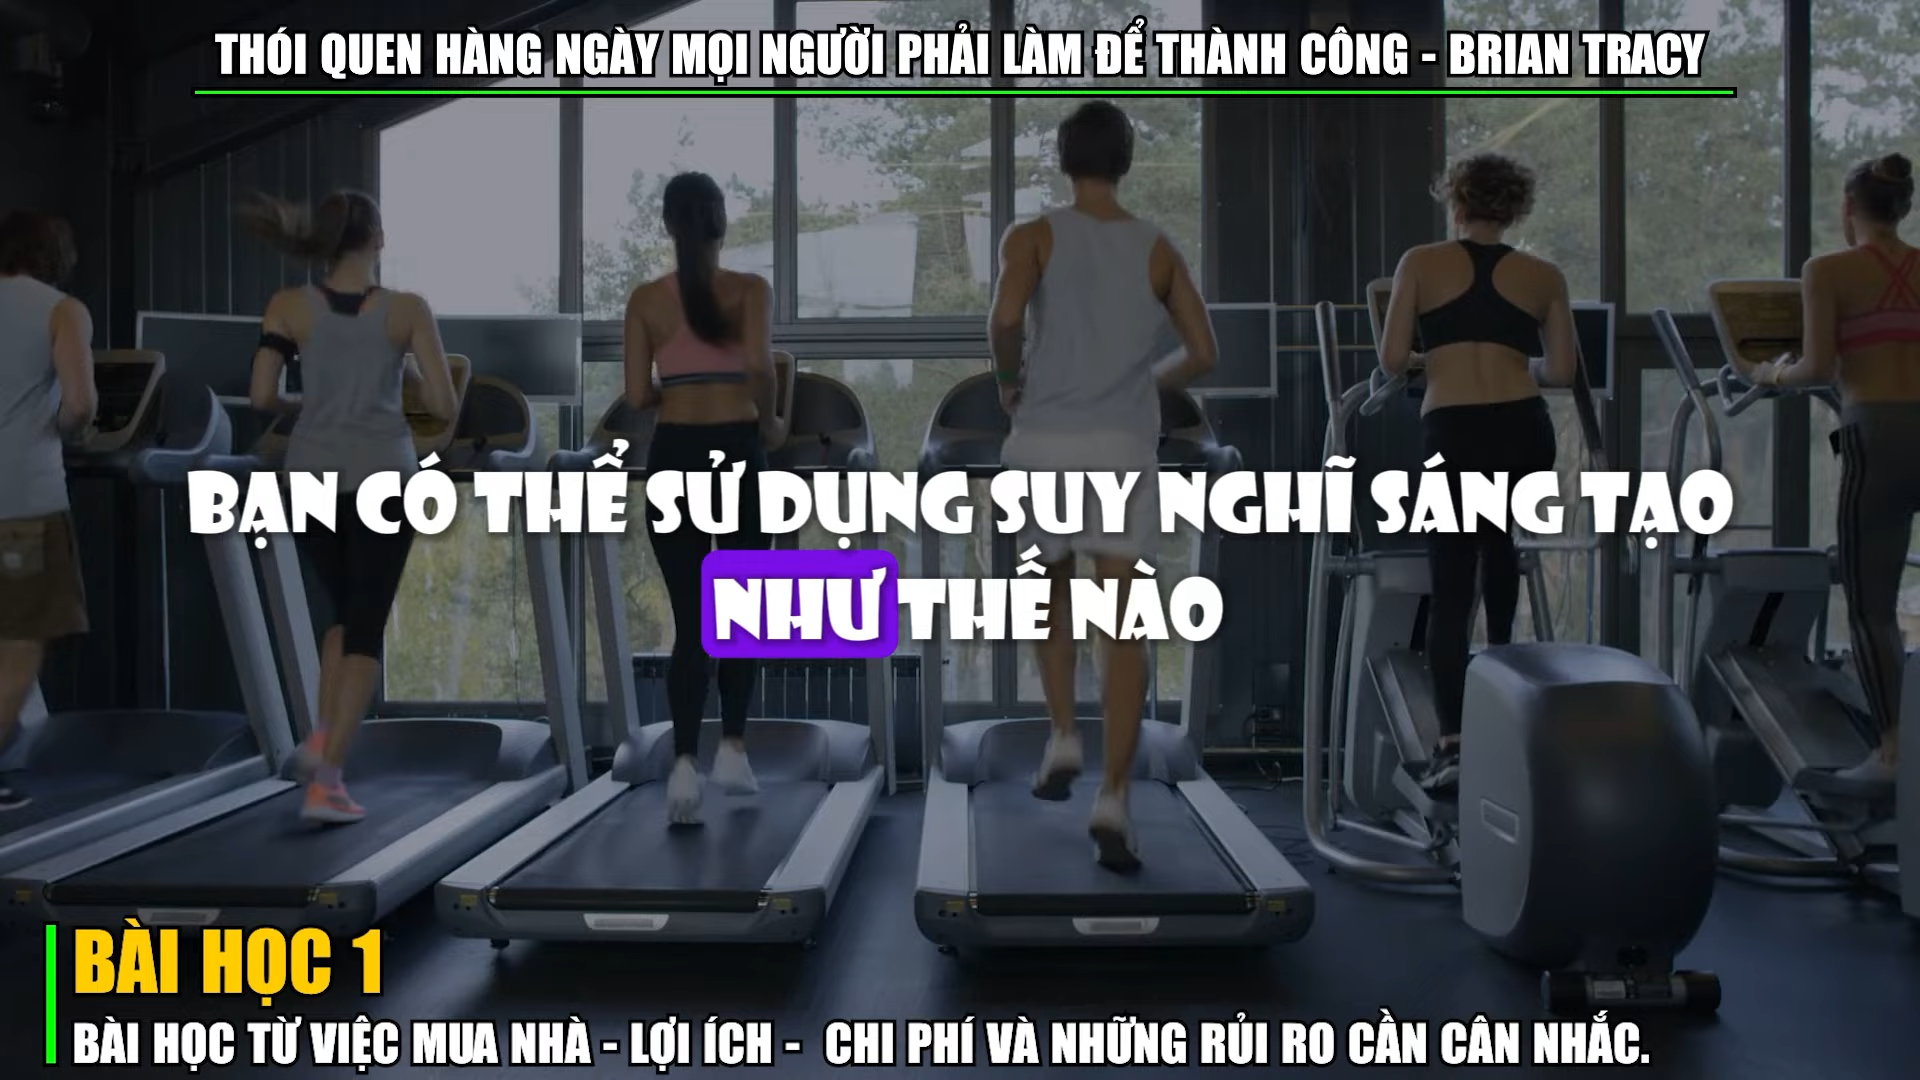 THÓI QUEN HÀNG NGÀY MỌI NGƯỜI PHẢI LÀM ĐỂ THÀNH CÔNG - BRIAN TRACY
BẠN CÓ THỂ SỬ DỤNG SUY NGHĨ SÁNG TẠO
NHƯ THẾ NÀO
BÀI HỌC 1
BÀI HỌC TỪ VIỆC MUA NHÀ - LỢI ÍCH - CHI PHÍ VÀ NHỮNG RỦI RO CẦN CÂN NHẮC.